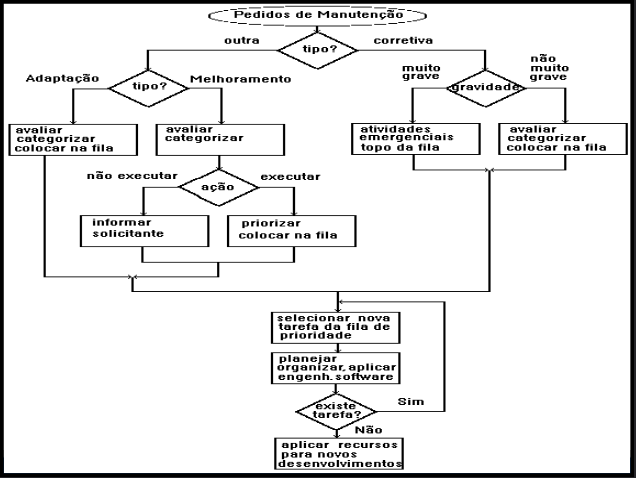 Pedidos de Manutenção
outra
tipo?
corretiva
Adaptação
tipo?
Melhoramento
muito
grave
gravidade
não
muito
grave
avaliar
categorizar
colocar na fila
avaliar
categorizar
atividades
emergenciais
topo da fila
avaliar
categorizar
colocar na fila
não executar
ação
executar
informar
solicitante
priorizar
colocar na fila
selecionar nova
tarefa da fila de
prioridade
planejar
organizar, aplicar
engenh. software
existe
tarefa?
Sim
Não
aplicar recursos
para novos
desenvolvimentos